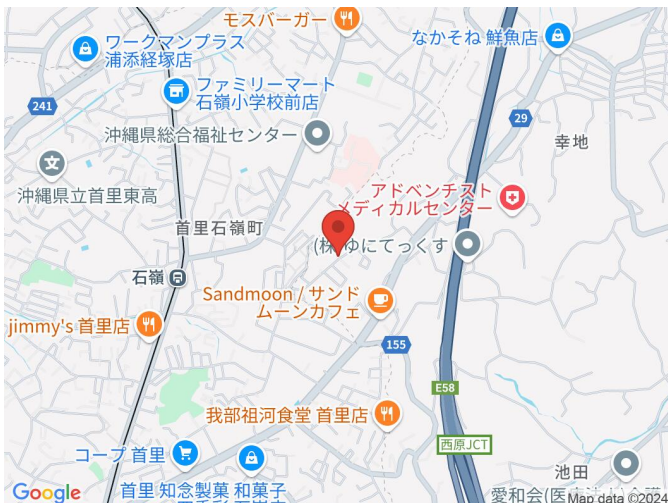 モスバーガー
ワークマンプラス
浦添経塚店
なかそね 鮮魚店
ファミリーマート
石嶺小学校前店
241
29
沖縄県総合福祉センター
幸地
沖縄県立首里東高
アドベンチスト
メディカルセンター
首里石嶺町
(株)ゆにてっくす
石嶺
Sandmoon / サンド
ムーンカフェ
jimmy's 首里店
155
E58
我部祖河食堂 首里店
西原JCT
コープ 首里
池田
首里 知念製菓 和菓子
Google
Map data ©2024